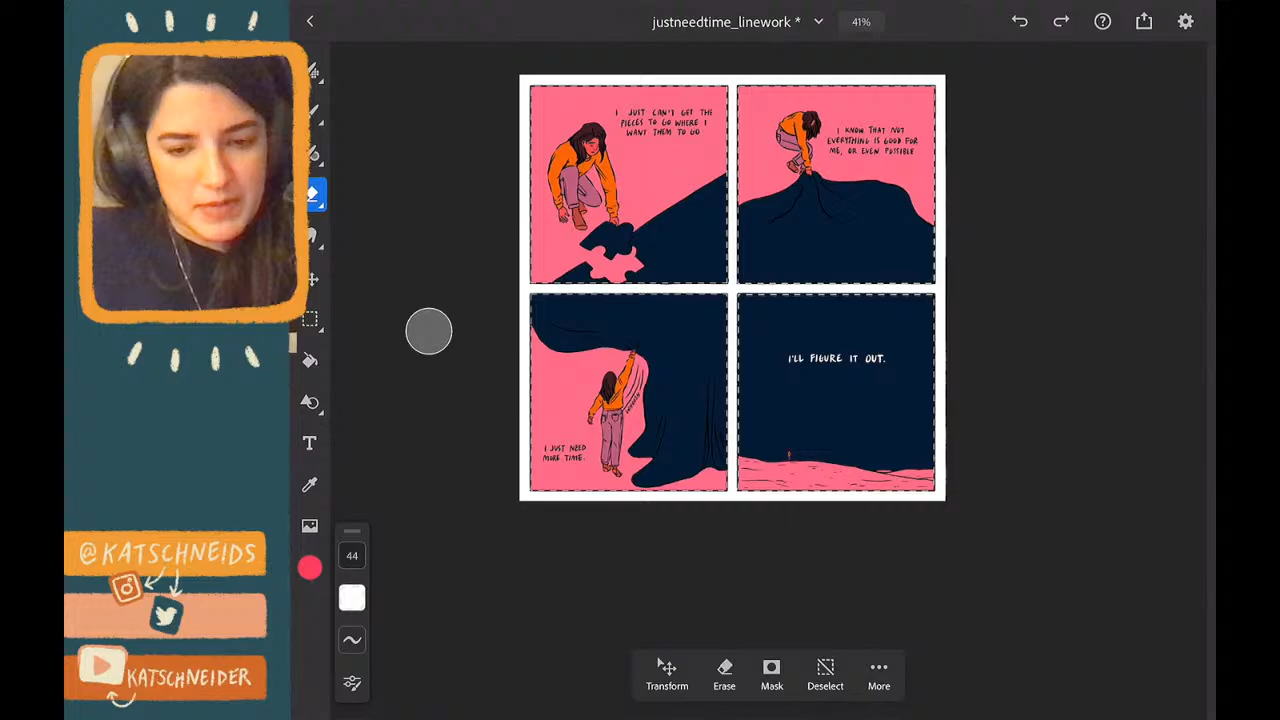 justneedtime_linework *
41%
I JUST CAN'T GET THE
PIECES TO GO WHERE I
WANT THEM TO GO
I KNOW THAT NOT
EVERYTHING IS GOOD FOR
ME, OR EVEN POSSIBLE
I JUST NEED
MORE TIME.
I'LL FIGURE IT OUT.
@KATSCHNEIDS
KATSCHNEIDER
44
T
Transform
Erase
Mask
Deselect
More